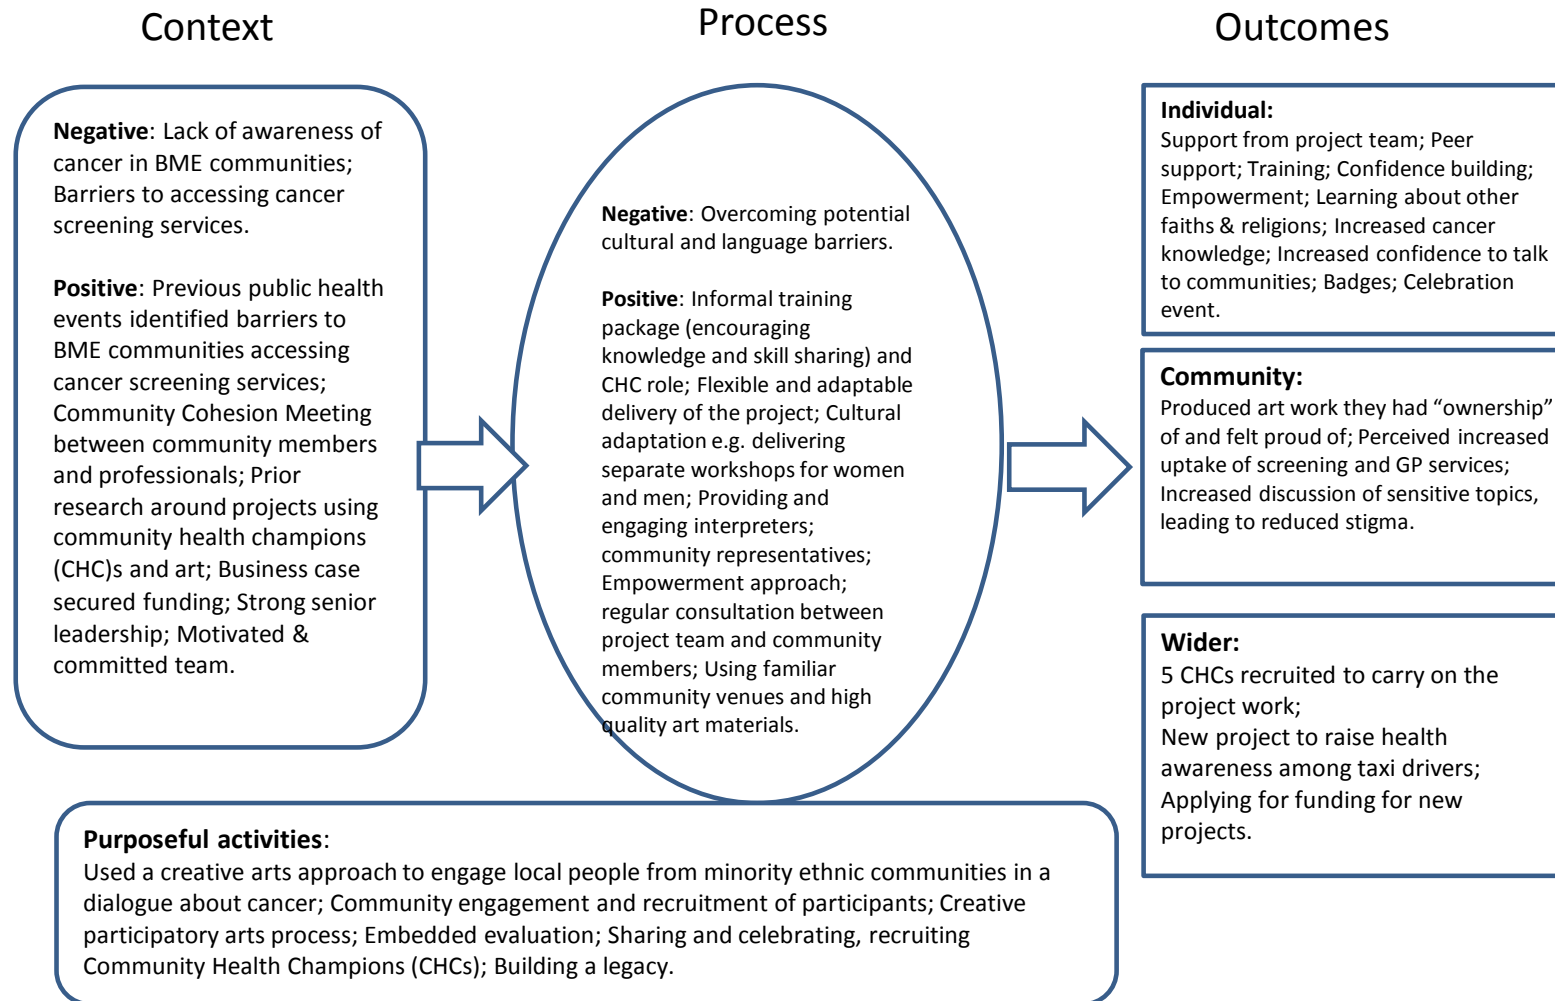 Context
Process
Outcomes
Negative: Lack of awareness of
cancer in BME communities;
Barriers to accessing cancer
screening services.
Positive: Previous public health
events identified barriers to
BME communities accessing
cancer screening services;
Community Cohesion Meeting
between community members
and professionals; Prior
research around projects using
community health champions
(CHC)s and art; Business case
secured funding; Strong senior
leadership; Motivated &
committed team.
Negative: Overcoming potential
cultural and language barriers.
Positive: Informal training
package (encouraging
knowledge and skill sharing) and
CHC role; Flexible and adaptable
delivery of the project; Cultural
adaptation e.g. delivering
separate workshops for women
and men; Providing and
engaging interpreters;
community representatives;
Empowerment approach;
regular consultation between
project team and community
members; Using familiar
community venues and high
quality art materials.
Individual:
Support from project team; Peer
support; Training; Confidence building;
Empowerment; Learning about other
faiths & religions; Increased cancer
knowledge; Increased confidence to talk
to communities; Badges; Celebration
event.
Community:
Produced art work they had “ownership”
of and felt proud of; Perceived increased
uptake of screening and GP services;
Increased discussion of sensitive topics,
leading to reduced stigma.
Wider:
5 CHCs recruited to carry on the
project work;
New project to raise health
awareness among taxi drivers;
Applying for funding for new
projects.
Purposeful activities:
Used a creative arts approach to engage local people from minority ethnic communities in a
dialogue about cancer; Community engagement and recruitment of participants; Creative
participatory arts process; Embedded evaluation; Sharing and celebrating, recruiting
Community Health Champions (CHCs); Building a legacy.